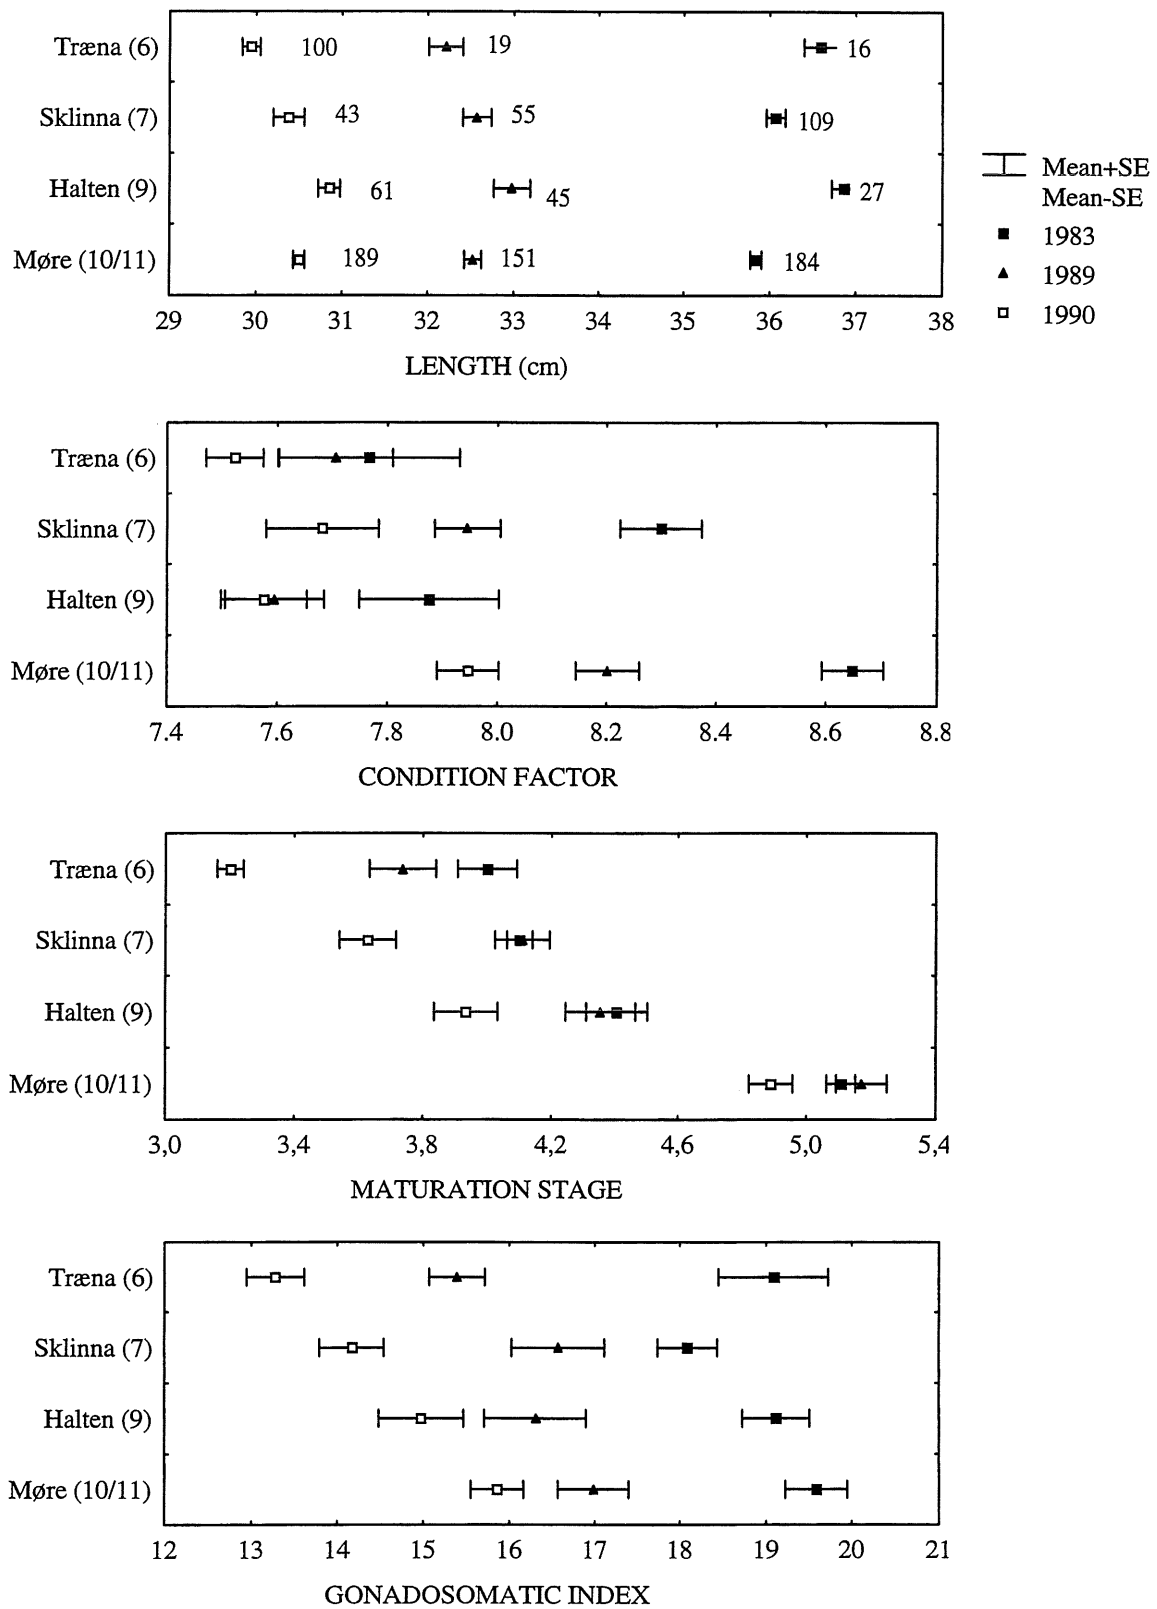 Træna (6) 100 19 16
Sklinna (7) 43 55 109
Halten (9) 61 45 27
Møre (10/11) 189 151 184
29 30 31 32 33 34 35 36 37 38
LENGTH (cm)
Mean+SE
Mean-SE
1983
1989
1990
Træna (6)
Sklinna (7)
Halten (9)
Møre (10/11)
7.4 7.6 7.8 8.0 8.2 8.4 8.6 8.8
CONDITION FACTOR
Træna (6)
Sklinna (7)
Halten (9)
Møre (10/11)
3,0 3,4 3,8 4,2 4,6 5,0 5,4
MATURATION STAGE
Træna (6)
Sklinna (7)
Halten (9)
Møre (10/11)
12 13 14 15 16 17 18 19 20 21
GONADOSOMATIC INDEX